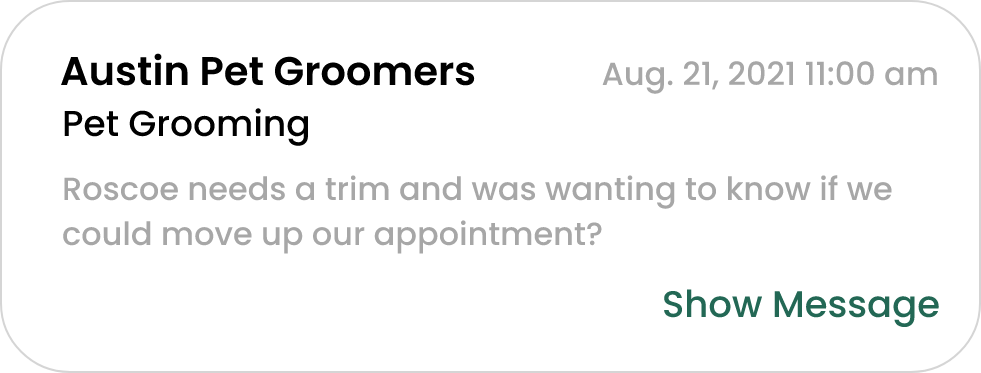 Austin Pet Groomers
Aug. 21, 2021 11:00 am
Pet Grooming
Roscoe needs a trim and was wanting to know if we
could move up our appointment?
Show Message